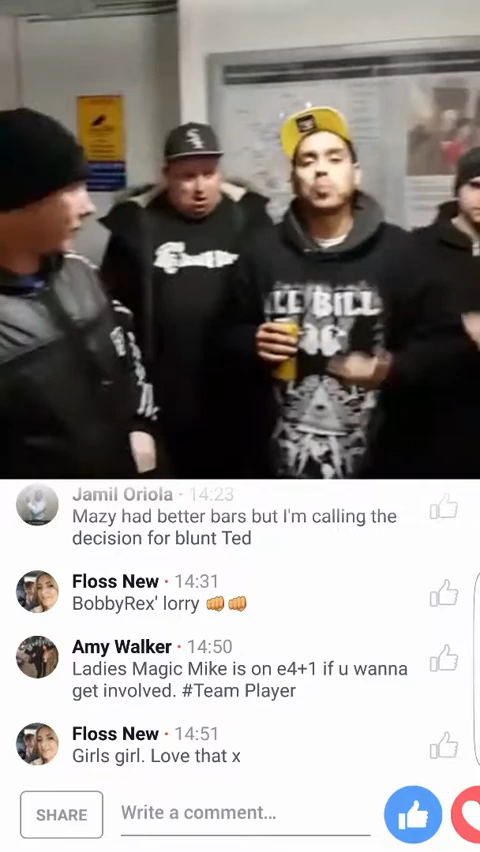 ILL BILL
Jamil Oriola • 14:23
Mazy had better bars but I'm calling the
decision for blunt Ted
Floss New • 14:31
BobbyRex' lorry 👊👊
Amy Walker • 14:50
Ladies Magic Mike is on e4+1 if u wanna
get involved. #Team Player
Floss New • 14:51
Girls girl. Love that x
SHARE
Write a comment...